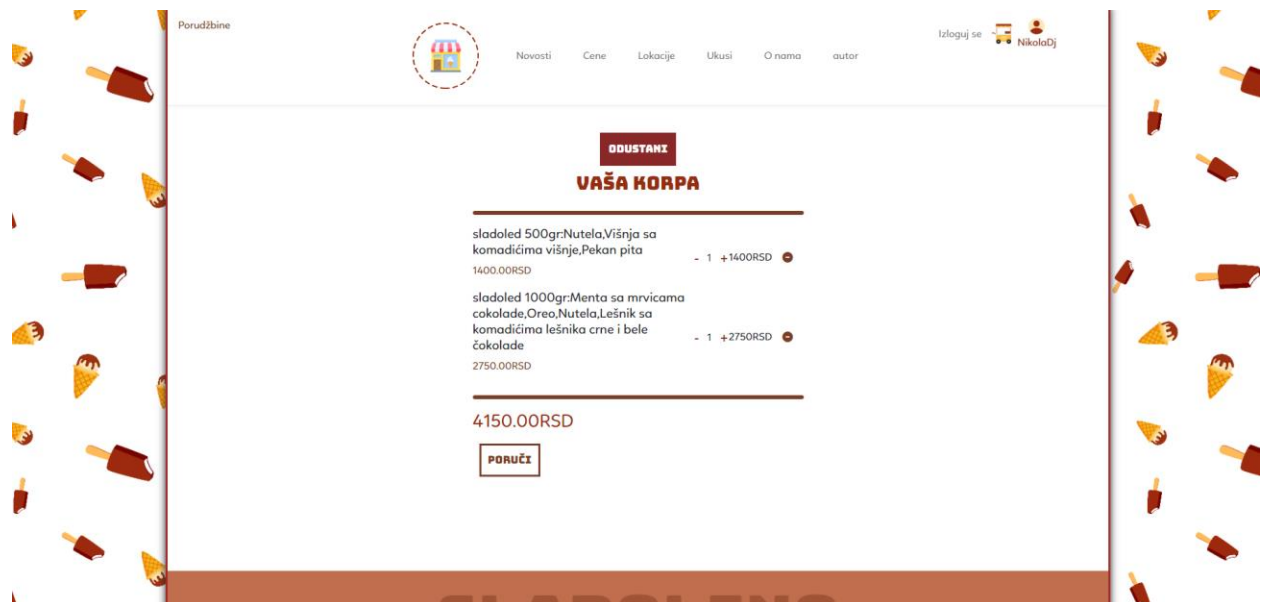 Porudžbine
Izloguj se
NikolaDj
Novosti Cene Lokacije Ukusi O nama autor
ODUSTANI
VAŠA KORPA
sladoled 500gr:Nutela,Višnja sa
komadićima višnje,Pekan pita
- 1 +1400RSD
1400.00RSD
sladoled 1000gr:Menta sa mrvicama
cokolade,Oreo,Nutela,Lešnik sa
komadićima lešnika crne i bele
čokolade
- 1 +2750RSD
2750.00RSD
4150.00RSD
PORUČI